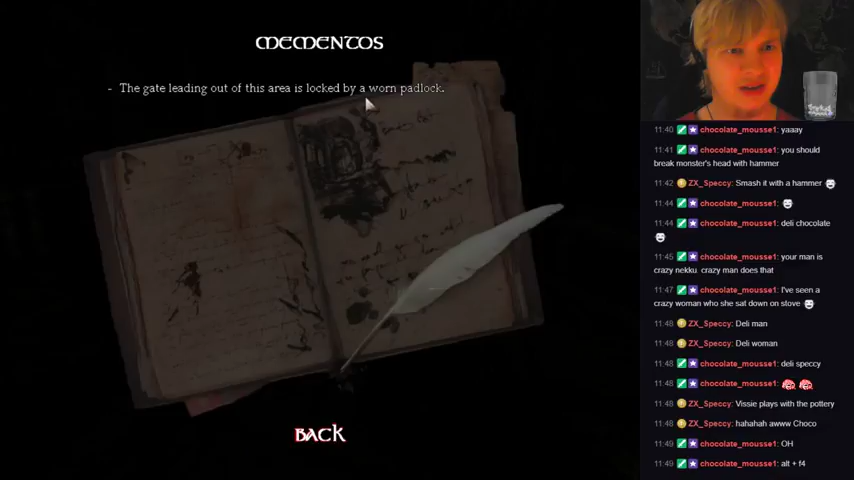 MEMENTOS
- The gate leading out of this area is locked by a worn padlock.
BACK
11:40 chocolate_mousse1: yaaay
11:41 chocolate_mousse1: you should
break monster's head with hammer
11:42 ZX_Speccy: Smash it with a hammer
11:44 chocolate_mousse1:
11:44 chocolate_mousse1: deli chocolate
11:45 chocolate_mousse1: your man is
crazy nekku. crazy man does that
11:47 chocolate_mousse1: I've seen a
crazy woman who she sat down on stove
11:48 ZX_Speccy: Deli man
11:48 ZX_Speccy: Deli woman
11:48 chocolate_mousse1: deli speccy
11:48 chocolate_mousse1:
11:48 ZX_Speccy: Vissie plays with the pottery
11:48 ZX_Speccy: hahahah awww Choco
11:49 chocolate_mousse1: OH
11:49 chocolate_mousse1: alt + f4